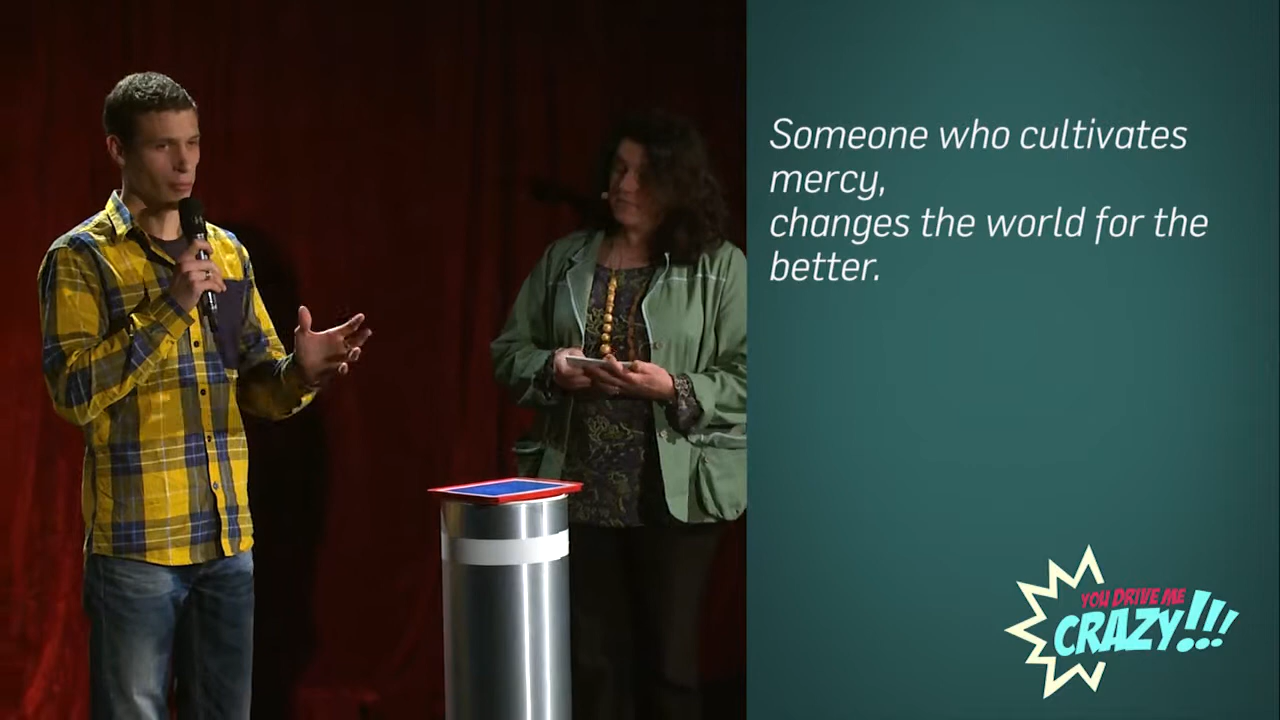 Someone who cultivates
mercy,
changes the world for the
better.
YOU DRIVE ME
CRAZY!!!